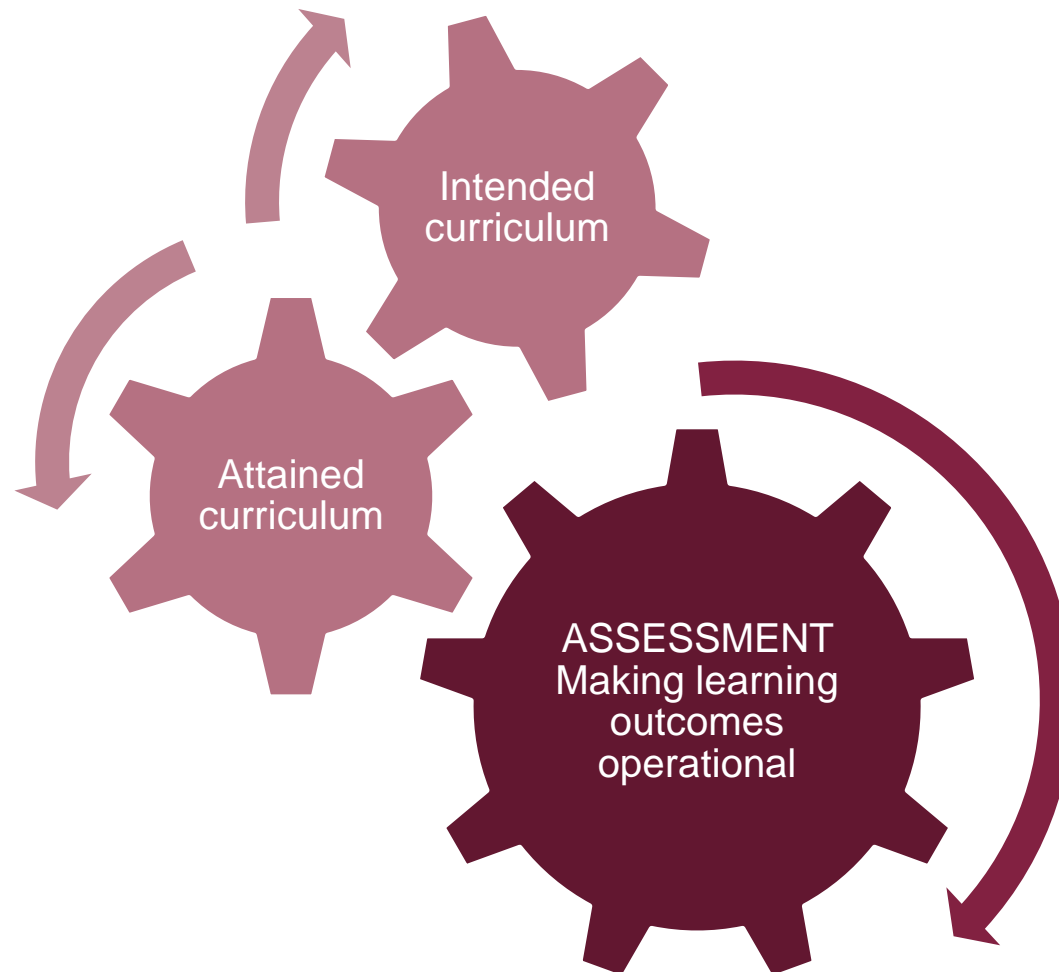 Intended
curriculum
Attained
curriculum
ASSESSMENT
Making learning
outcomes
operational